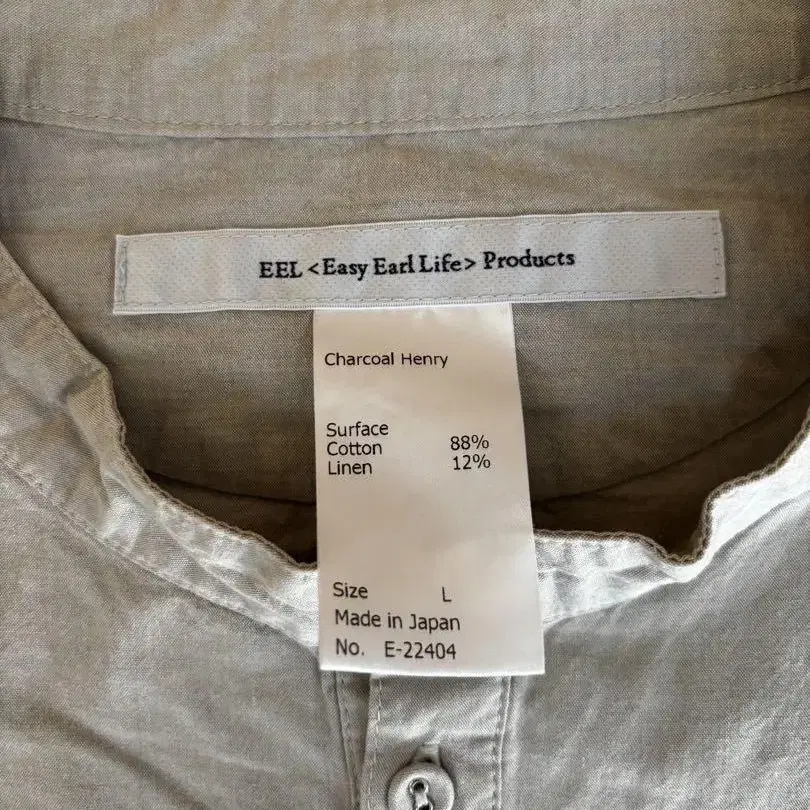 EEL <Easy Earl Life> Products
Charcoal Henry
Surface
Cotton 88%
Linen 12%
Size L
Made in Japan
No. E-22404